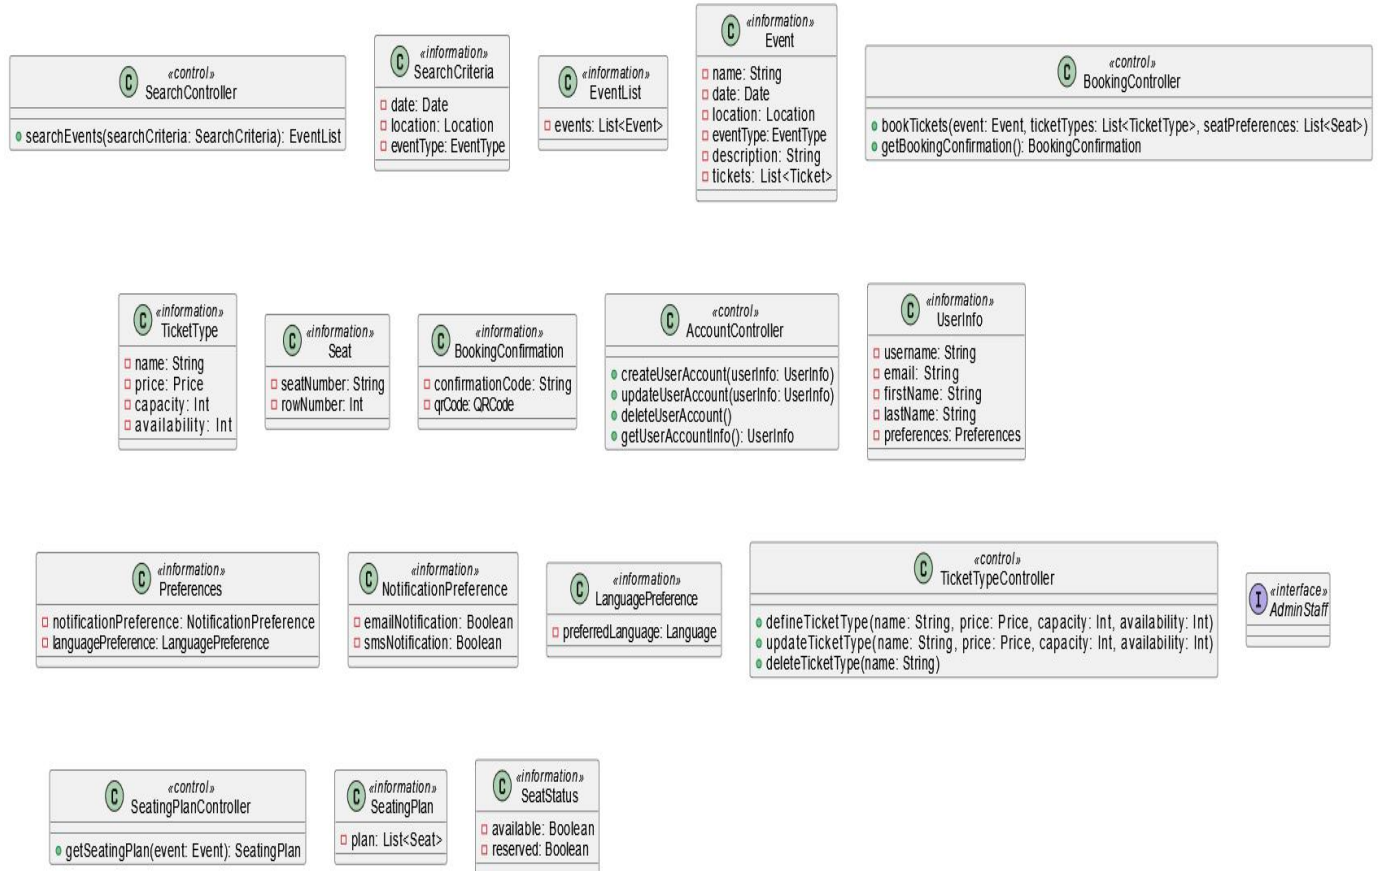 «control»
C
SearchController
searchEvents(searchCriteria: SearchCriteria): EventList
«information»
C
SearchCriteria
date: Date
location: Location
eventType: EventType
«information»
C
EventList
events: List<Event>
«information»
C
Event
name: String
date: Date
location: Location
eventType: EventType
description: String
tickets: List<Ticket>
«control»
C
BookingController
bookTickets(event: Event, ticketTypes: List<TicketType>, seatPreferences: List<Seat>)
getBookingConfirmation(): BookingConfirmation
«information»
C
TicketType
name: String
price: Price
capacity: Int
availability: Int
«information»
C
Seat
seatNumber: String
rowNumber: Int
«information»
C
BookingConfirmation
confirmationCode: String
qrCode: QRCode
«control»
C
AccountController
createUserAccount(userInfo: UserInfo)
updateUserAccount(userInfo: UserInfo)
deleteUserAccount()
getUserAccountInfo(): UserInfo
«information»
C
UserInfo
username: String
email: String
firstName: String
lastName: String
preferences: Preferences
«information»
C
Preferences
notificationPreference: NotificationPreference
languagePreference: LanguagePreference
«information»
C
NotificationPreference
emailNotification: Boolean
smsNotification: Boolean
«information»
C
LanguagePreference
preferredLanguage: Language
«control»
C
TicketTypeController
defineTicketType(name: String, price: Price, capacity: Int, availability: Int)
updateTicketType(name: String, price: Price, capacity: Int, availability: Int)
deleteTicketType(name: String)
«interface»
I
AdminStaff
«control»
C
SeatingPlanController
getSeatingPlan(event: Event): SeatingPlan
«information»
C
SeatingPlan
plan: List<Seat>
«information»
C
SeatStatus
available: Boolean
reserved: Boolean